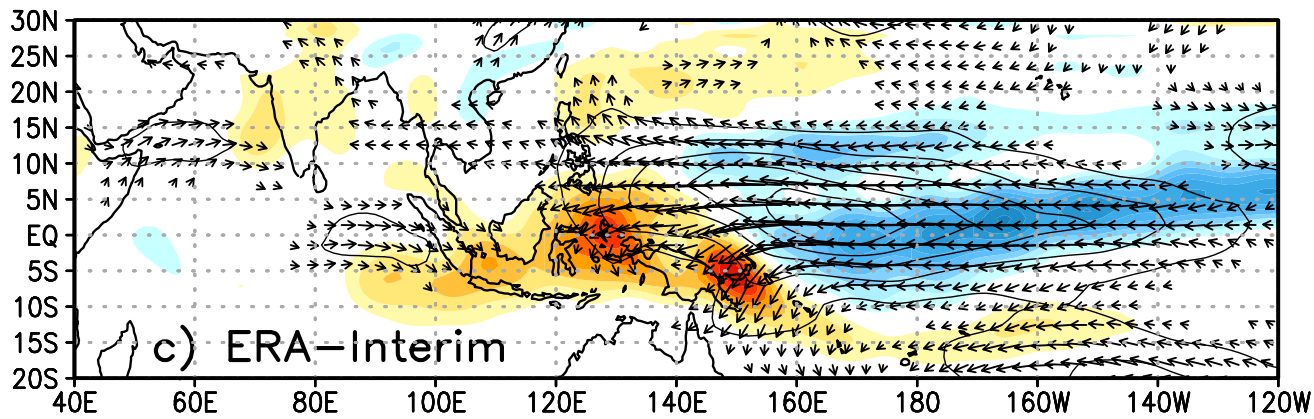 30N
25N
20N
15N
10N
5N
EQ
5S
10S
15S
20S
c) ERA-Interim
40E 60E 80E 100E 120E 140E 160E 180 160W 140W 120W